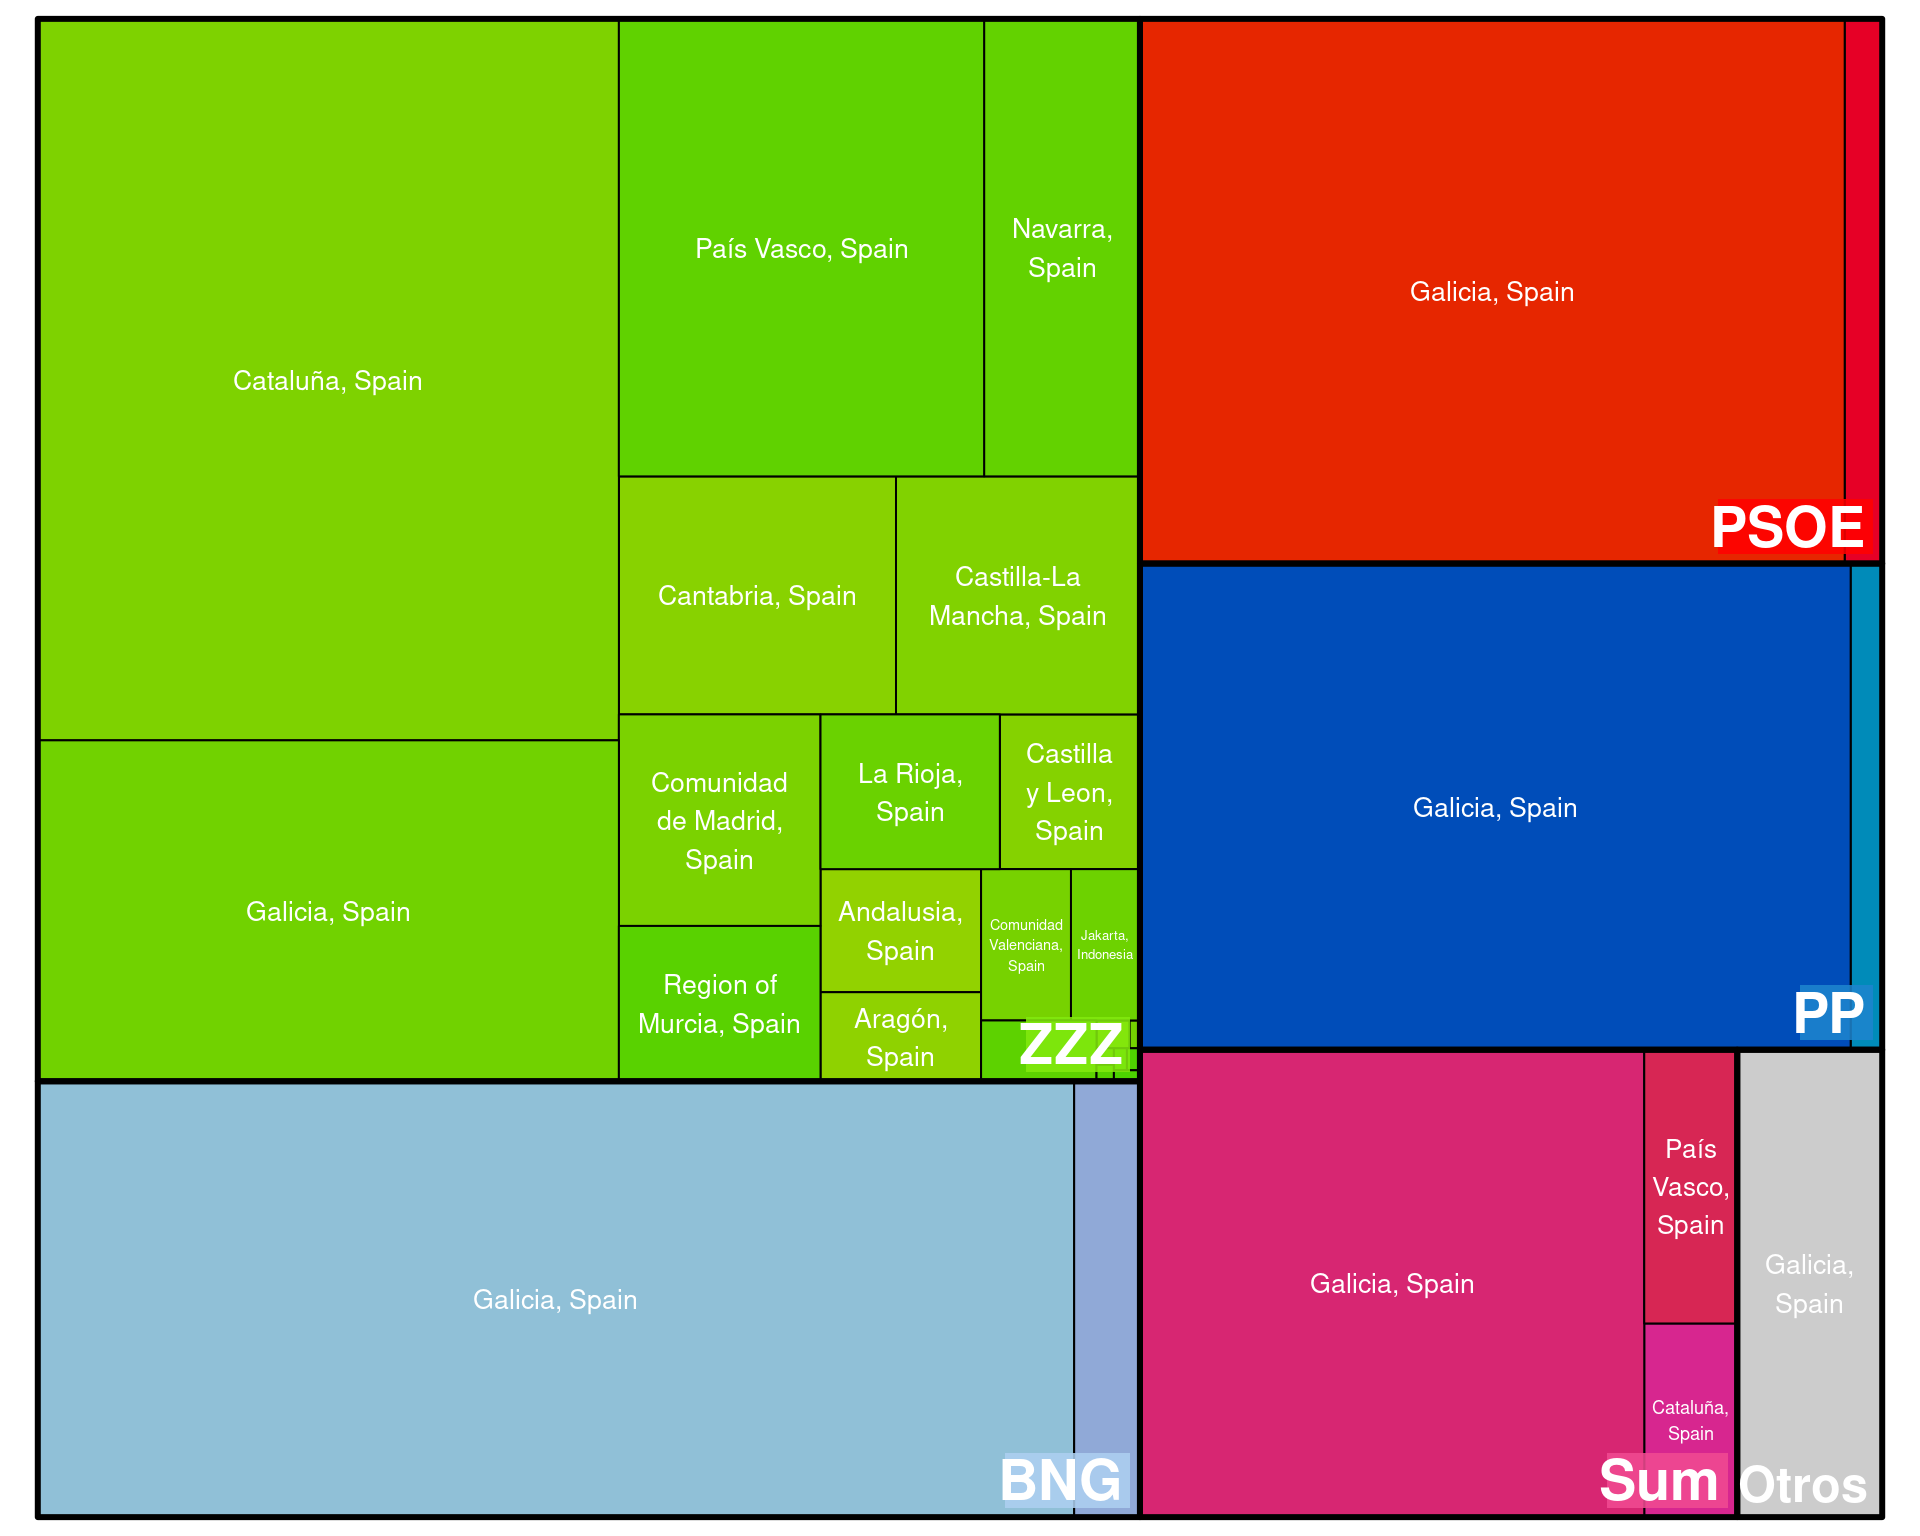 Cataluña, Spain
País Vasco, Spain
Navarra,
Spain
Galicia, Spain
PSOE
Cantabria, Spain
Castilla-La
Mancha, Spain
Comunidad
de Madrid,
Spain
La Rioja,
Spain
Castilla
y Leon,
Spain
Galicia, Spain
Andalusia,
Spain
Comunidad
Valenciana,
Spain
Jakarta,
Indonesia
Region of
Murcia, Spain
Aragón,
Spain
ZZZ
Galicia, Spain
PP
Galicia, Spain
BNG
Galicia, Spain
País
Vasco,
Spain
Cataluña,
Spain
Sum
Galicia,
Spain
Otros